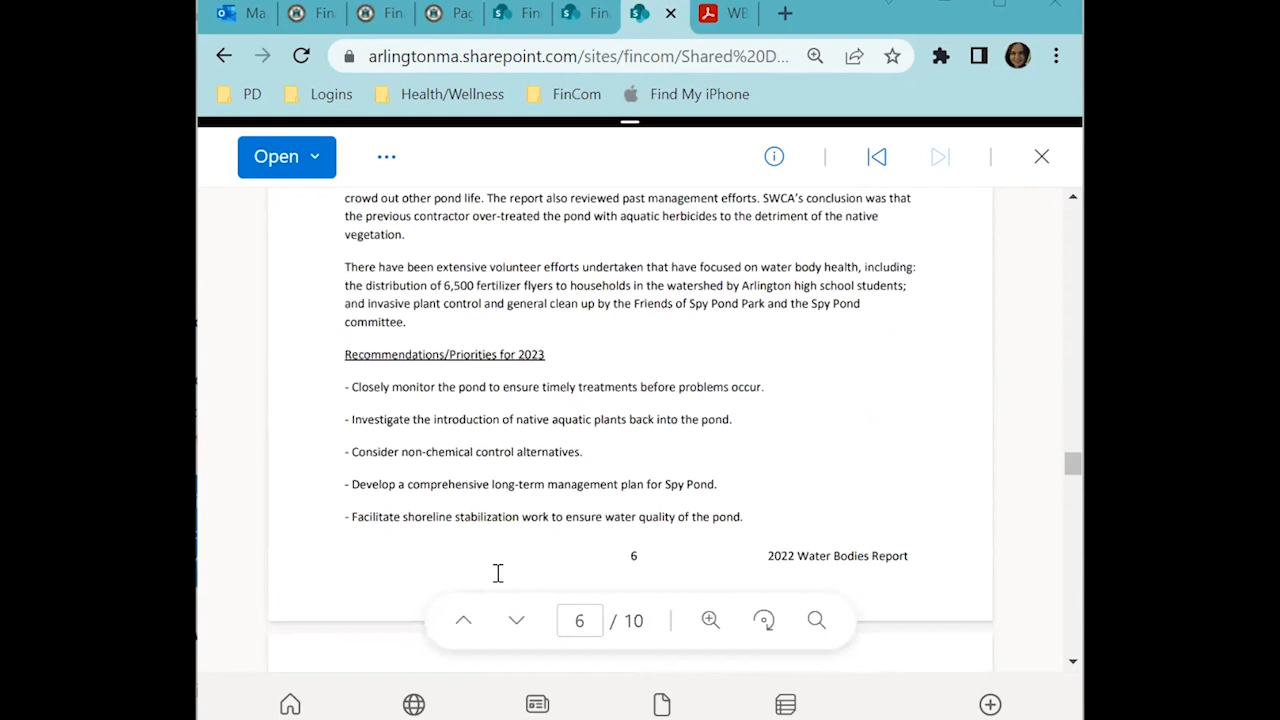 Ma
Fin
Fin
Pag
Fin
Fin
WB
arlingtonma.sharepoint.com/sites/fincom/Shared%20D...
PD
Logins
Health/Wellness
FinCom
Find My iPhone
Open
crowd out other pond life. The report also reviewed past management efforts. SWCA's conclusion was that
the previous contractor over-treated the pond with aquatic herbicides to the detriment of the native
vegetation.
There have been extensive volunteer efforts undertaken that have focused on water body health, including:
the distribution of 6,500 fertilizer flyers to households in the watershed by Arlington high school students;
and invasive plant control and general clean up by the Friends of Spy Pond Park and the Spy Pond
committee.
Recommendations/Priorities for 2023
- Closely monitor the pond to ensure timely treatments before problems occur.
- Investigate the introduction of native aquatic plants back into the pond.
- Consider non-chemical control alternatives.
- Develop a comprehensive long-term management plan for Spy Pond.
- Facilitate shoreline stabilization work to ensure water quality of the pond.
6 2022 Water Bodies Report
6 / 10